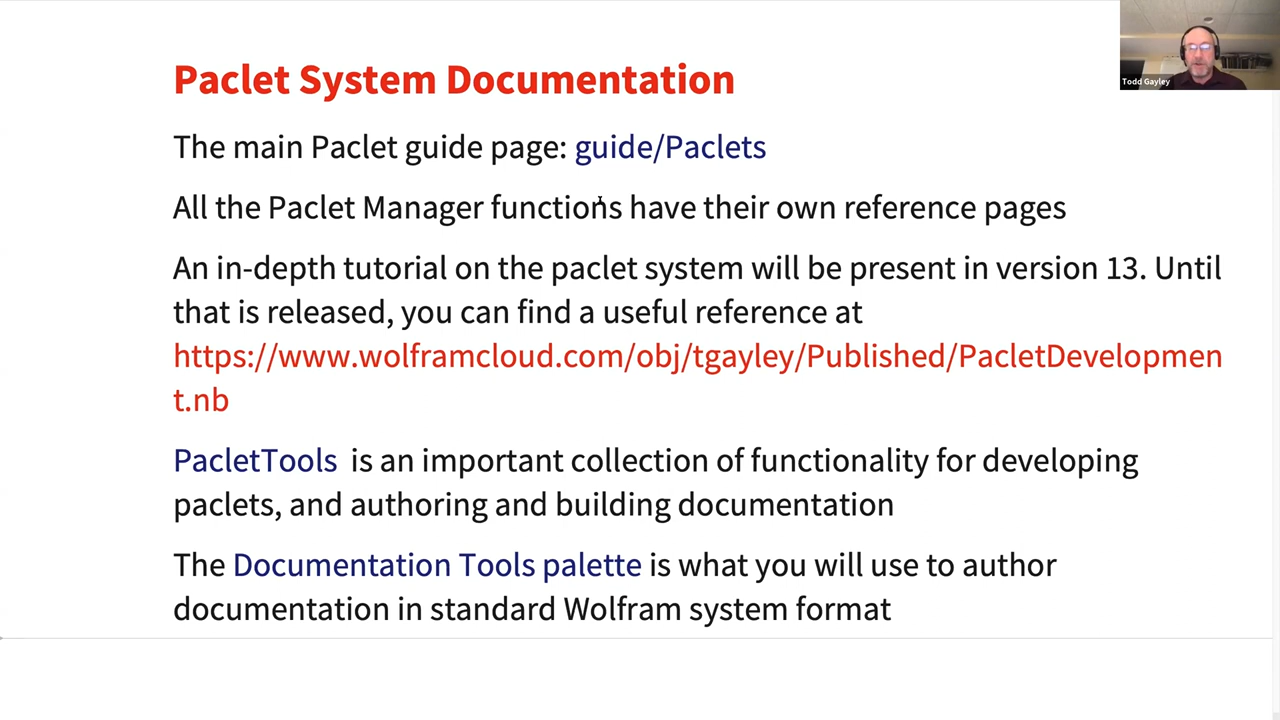 Paclet System Documentation
Todd Gayley
The main Paclet guide page: guide/Paclets
All the Paclet Manager functions have their own reference pages
An in-depth tutorial on the paclet system will be present in version 13. Until
that is released, you can find a useful reference at
https://www.wolframcloud.com/obj/tgayley/Published/PacletDevelopmen
t.nb
PacletTools is an important collection of functionality for developing
paclets, and authoring and building documentation
The Documentation Tools palette is what you will use to author
documentation in standard Wolfram system format